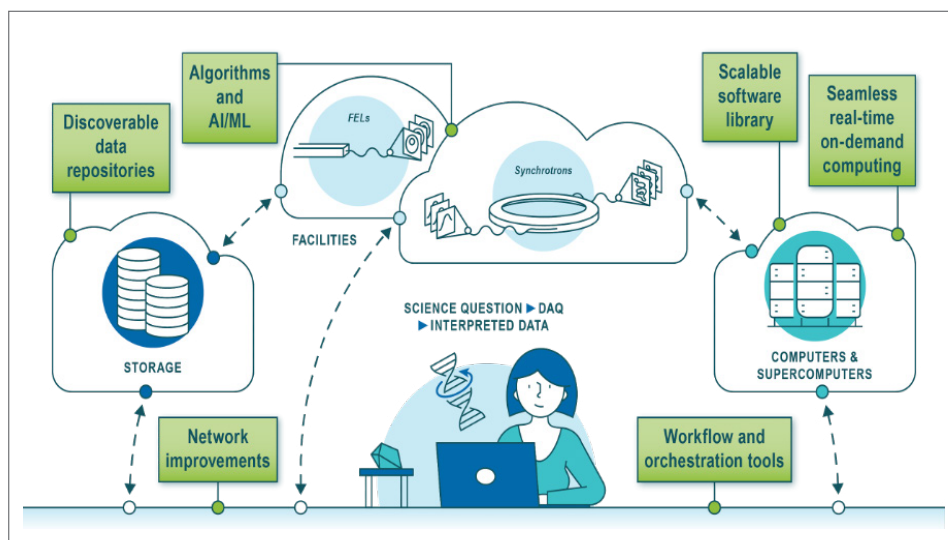 Discoverable
data
repositories
Algorithms
and
AI/ML
FELs
FACILITIES
Synchrotrons
Scalable
software
library
Seamless
real-time
on-demand
computing
STORAGE
SCIENCE QUESTION ▶ DAQ
▶ INTERPRETED DATA
COMPUTERS &
SUPERCOMPUTERS
Network
improvements
Workflow and
orchestration tools